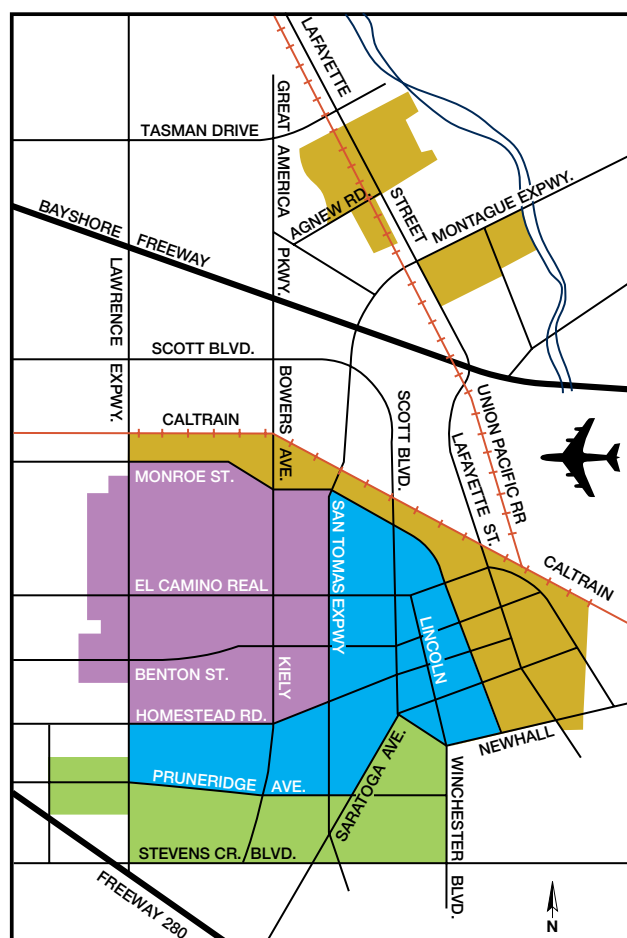 LAFAYETTE
GREAT AMERICA
TASMAN DRIVE
AGNEW RD.
STREET
MONTAGUE EXPWY.
BAYSHORE FREEWAY
PKWY.
LAWRENCE EXPWY.
SCOTT BLVD.
BOWERS AVE.
SCOTT BLVD.
UNION PACIFIC RR
LAFAYETTE ST.
CALTRAIN
MONROE ST.
SAN TOMAS EXPWY
CALTRAIN
EL CAMINO REAL
LINCOLN
BENTON ST.
KIELY
HOMESTEAD RD.
NEWHALL
PRUNERIDGE AVE.
SARATOGA AVE.
WINCHESTER BLVD.
STEVENS CR. BLVD.
FREEWAY 280
N